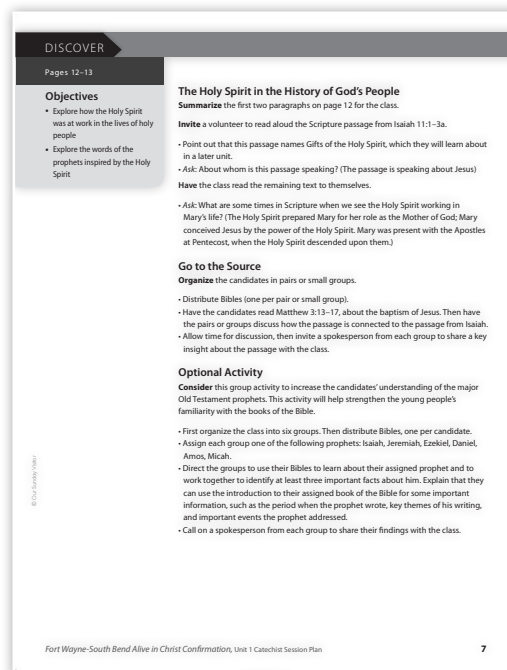 DISCOVER
Pages 12–13
Objectives
• Explore how the Holy Spirit
was at work in the lives of holy
people
• Explore the words of the
prophets inspired by the Holy
Spirit
The Holy Spirit in the History of God's People
Summarize the first two paragraphs on page 12 for the class.
Invite a volunteer to read aloud the Scripture passage from Isaiah 11:1–3a.
• Point out that this passage names Gifts of the Holy Spirit, which they will learn about
in a later unit.
• Ask: About whom is this passage speaking? (The passage is speaking about Jesus)
Have the class read the remaining text to themselves.
• Ask: What are some times in Scripture when we see the Holy Spirit working in
Mary's life? (The Holy Spirit prepared Mary for her role as the Mother of God; Mary
conceived Jesus by the power of the Holy Spirit. Mary was present with the Apostles
at Pentecost, when the Holy Spirit descended upon them.)
Go to the Source
Organize the candidates in pairs or small groups.
• Distribute Bibles (one per pair or small group).
• Have the candidates read Matthew 3:13–17, about the baptism of Jesus. Then have
the pairs or groups discuss how the passage is connected to the passage from Isaiah.
• Allow time for discussion, then invite a spokesperson from each group to share a key
insight about the passage with the class.
Optional Activity
Consider this group activity to increase the candidates' understanding of the major
Old Testament prophets. This activity will help strengthen the young people's
familiarity with the books of the Bible.
• First organize the class into six groups. Then distribute Bibles, one per candidate.
• Assign each group one of the following prophets: Isaiah, Jeremiah, Ezekiel, Daniel,
Amos, Micah.
• Direct the groups to use their Bibles to learn about their assigned prophet and to
work together to identify at least three important facts about him. Explain that they
can use the introduction to their assigned book of the Bible for some important
information, such as the period when the prophet wrote, key themes of his writing,
and important events the prophet addressed.
• Call on a spokesperson from each group to share their findings with the class.
© Our Sunday Visitor
Fort Wayne-South Bend Alive in Christ Confirmation, Unit 1 Catechist Session Plan
7